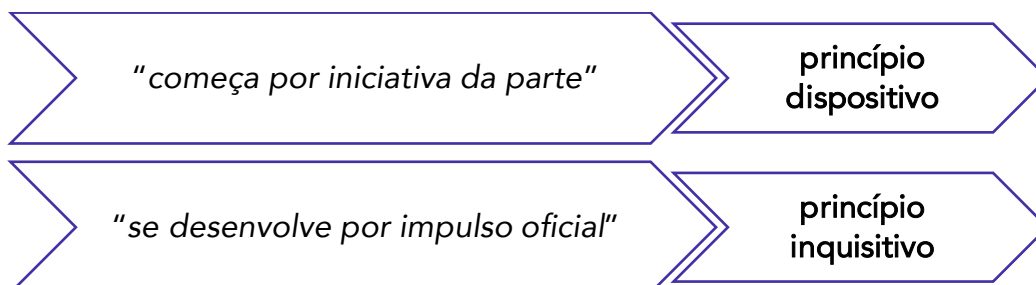 “começa por iniciativa da parte”
princípio
dispositivo
“se desenvolve por impulso oficial”
princípio
inquisitivo